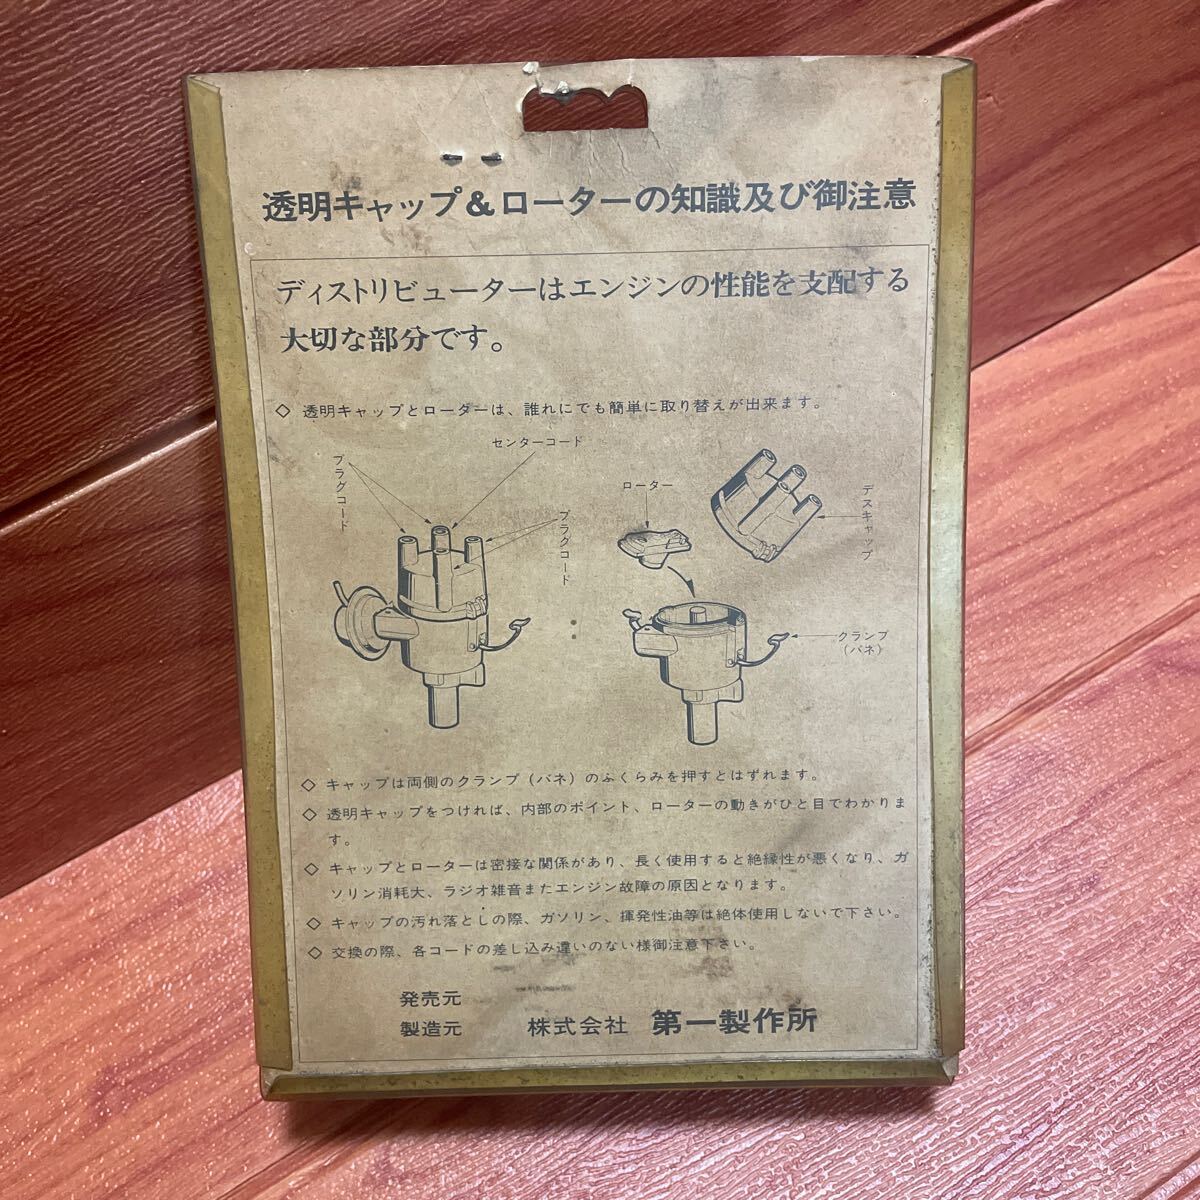 透明キャップ&ローターの知識及び御注意
ディストリビューターはエンジンの性能を支配する
大切な部分です。
◇ 透明キャップとローターは、誰れにでも簡単に取り替えが出来ます。
センターコード
プラグコード
プラグコード
ローター
デスキャップ
クランプ
(バネ)
◇ キャップは両側のクランプ(バネ)のふくらみを押すとはずれます。
◇ 透明キャップをつければ、内部のポイント、ローターの動きがひと目でわかりま
す。
◇ キャップとローターは密接な関係があり、長く使用すると絶縁性が悪くなり、ガ
ソリン消耗大、ラジオ雑音またエンジン故障の原因となります。
◇ キャップの汚れ落としの際、ガソリン、揮発性油等は絶体使用しないで下さい。
◇ 交換の際、各コードの差し込み違いのない様御注意下さい。
発売元
製造元 株式会社 第一製作所